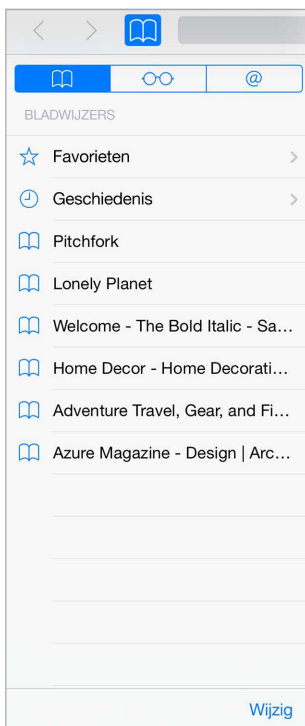 @
BLADWIJZERS
Favorieten
Geschiedenis
Pitchfork
Lonely Planet
Welcome - The Bold Italic - Sa...
Home Decor - Home Decorati...
Adventure Travel, Gear, and Fi...
Azure Magazine - Design | Arc...
Wijzig